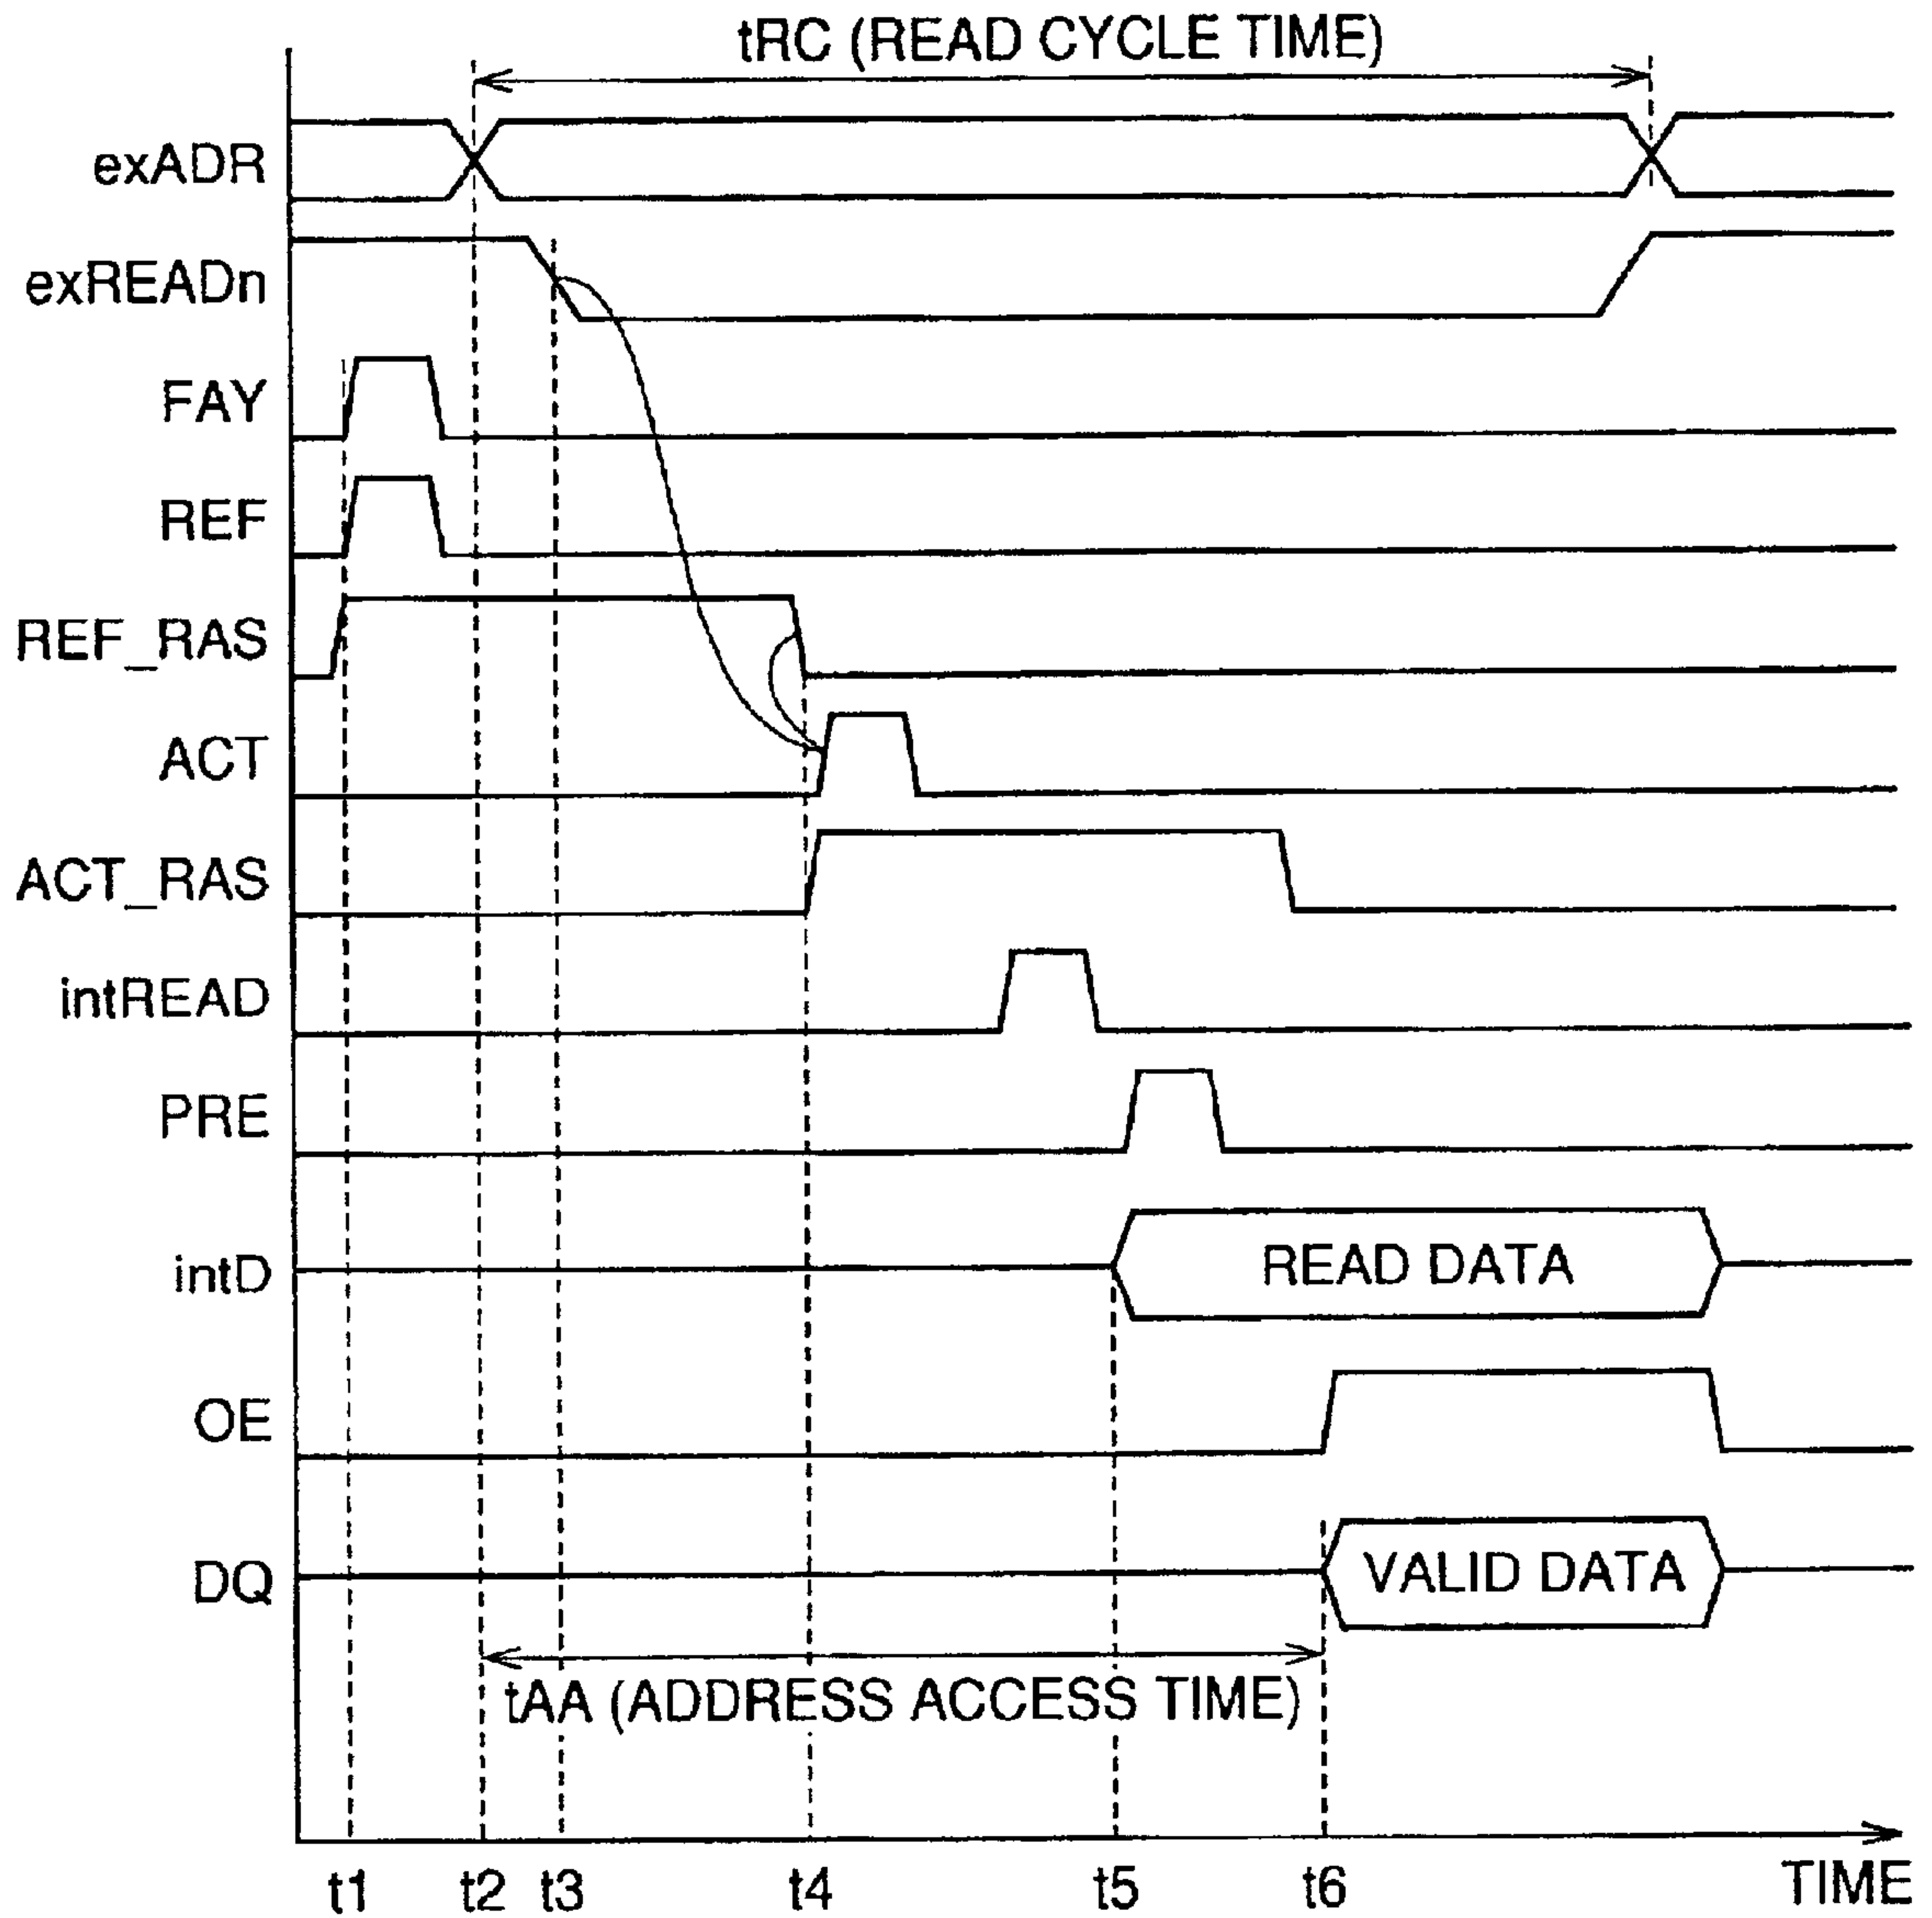 tRC (READ CYCLE TIME)
exADR
exREADn
FAY
REF
REF_RAS
ACT
ACT_RAS
intREAD
PRE
intD READ DATA
OE
DQ VALID DATA
tAA (ADDRESS ACCESS TIME)
t1 t2 t3 t4 t5 t6 TIME